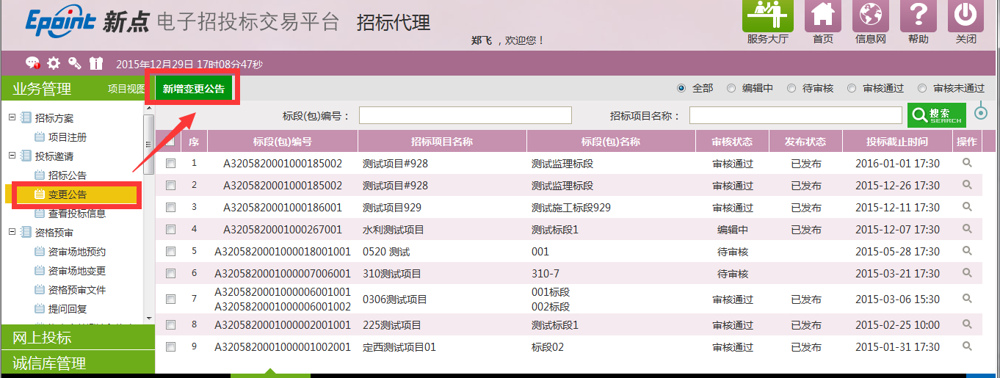 Epoint 新点 电子招投标交易平台 招标代理
郑飞 ，欢迎您！
服务大厅 首页 信息网 帮助 关闭
2015年12月29日 17时08分47秒
业务管理 项目视图
新增变更公告
全部 编辑中 待审核 审核通过 审核未通过
标段(包)编号： 招标项目名称： 搜索 SEARCH
招标方案
项目注册
投标邀请
招标公告
变更公告
查看投标信息
资格预审
资审场地预约
资审场地变更
资格预审文件
提问回复
网上投标
诚信库管理
序 标段(包)编号 招标项目名称 标段(包)名称 审核状态 发布状态 投标截止时间 操作
1 A3205820001000185002 测试项目#928 测试监理标段 审核通过 已发布 2016-01-01 17:30
2 A3205820001000185002 测试项目#928 测试监理标段 审核通过 已发布 2015-12-26 17:30
3 A3205820001000186001 测试项目929 测试施工标段929 审核通过 已发布 2015-12-11 17:30
4 A3205820001000267001 水利测试项目 测试标段1 编辑中 已发布 2015-12-07 17:30
5 A3205820001000018001001 0520 测试 001 待审核 2015-05-28 17:30
6 A3205820001000007006001 310测试项目 310-7 待审核 2015-03-21 17:30
7 A3205820001000006001001 0306测试项目 001标段 审核通过 已发布 2015-03-06 15:30
A3205820001000006001002 002标段
8 A3205820001000002001001 225测试项目 测试标段1 审核通过 已发布 2015-02-25 10:00
9 A3205820001000001002001 定西测试项目01 标段02 审核通过 已发布 2015-01-31 17:30